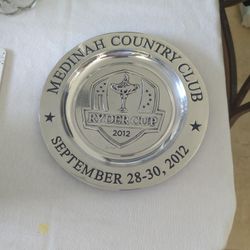 MEDINAH COUNTRY CLUB
RYDER CUP
2012
SEPTEMBER 28-30, 2012